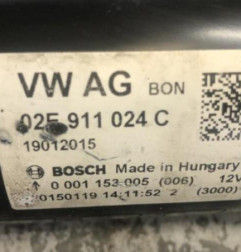 VW AG BON
02E 911 024 C
19012015
BOSCH Made in Hungary
0 001 153 005 (006) 12V
20150119 14:11:52 2 (3000)